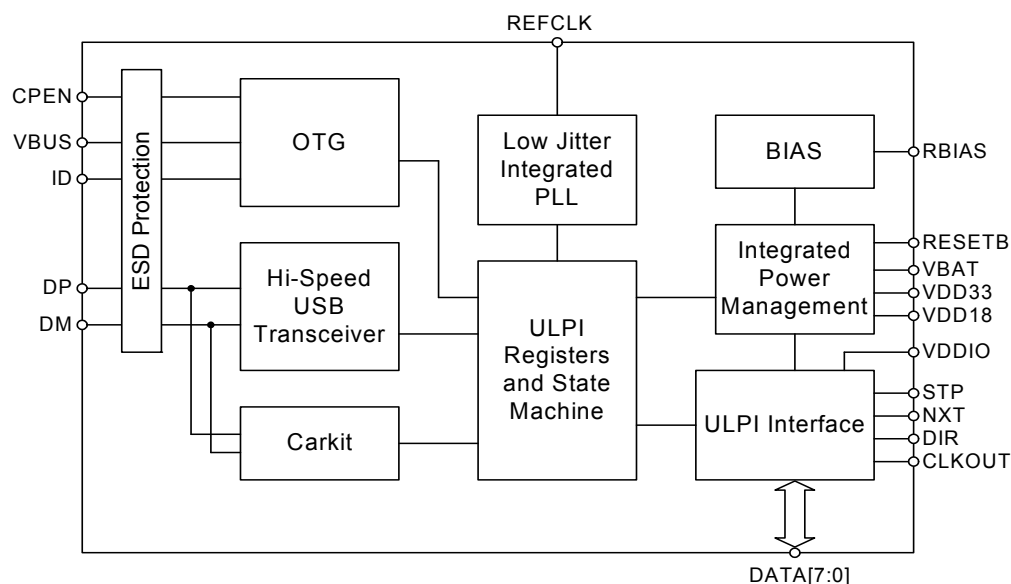 REFCLK
CPEN
VBUS
ID
DP
DM
ESD Protection
OTG
Hi-Speed
USB
Transceiver
Carkit
Low Jitter
Integrated
PLL
ULPI
Registers
and State
Machine
BIAS
Integrated
Power
Management
ULPI Interface
RBIAS
RESETB
VBAT
VDD33
VDD18
VDDIO
STP
NXT
DIR
CLKOUT
DATA[7:0]